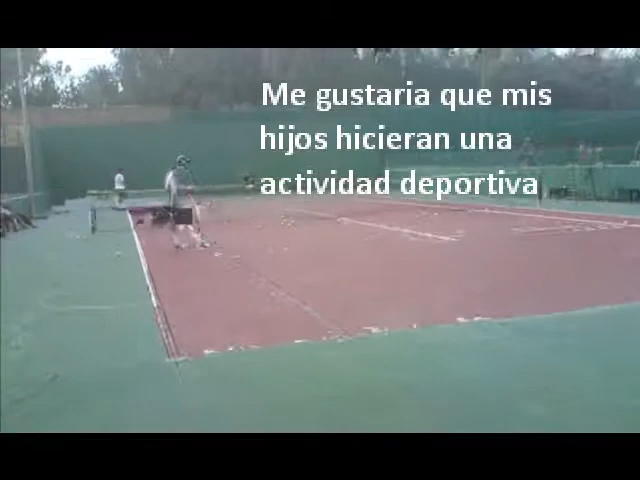 Me gustaria que mis
hijos hicieran una
actividad deportiva